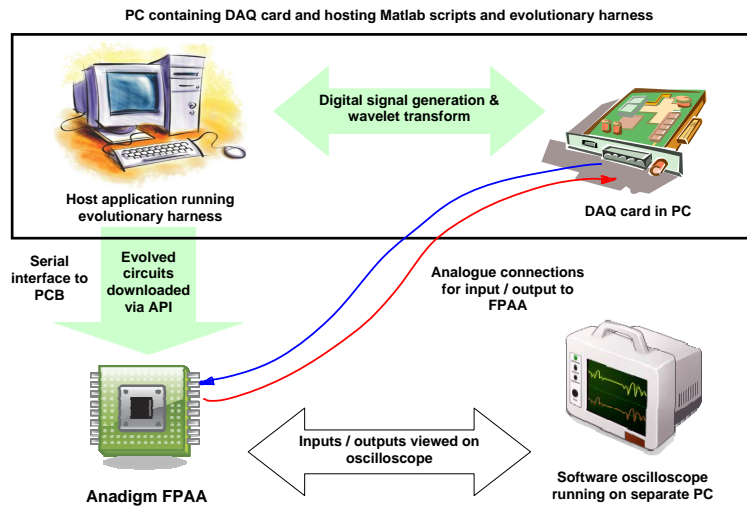 PC containing DAQ card and hosting Matlab scripts and evolutionary harness
Digital signal generation &
wavelet transform
Host application running
evolutionary harness
DAQ card in PC
Serial
interface to
PCB
Evolved
circuits
downloaded
via API
Analogue connections
for input / output to
FPAA
Inputs / outputs viewed on
oscilloscope
Anadigm FPAA
Software oscilloscope
running on separate PC